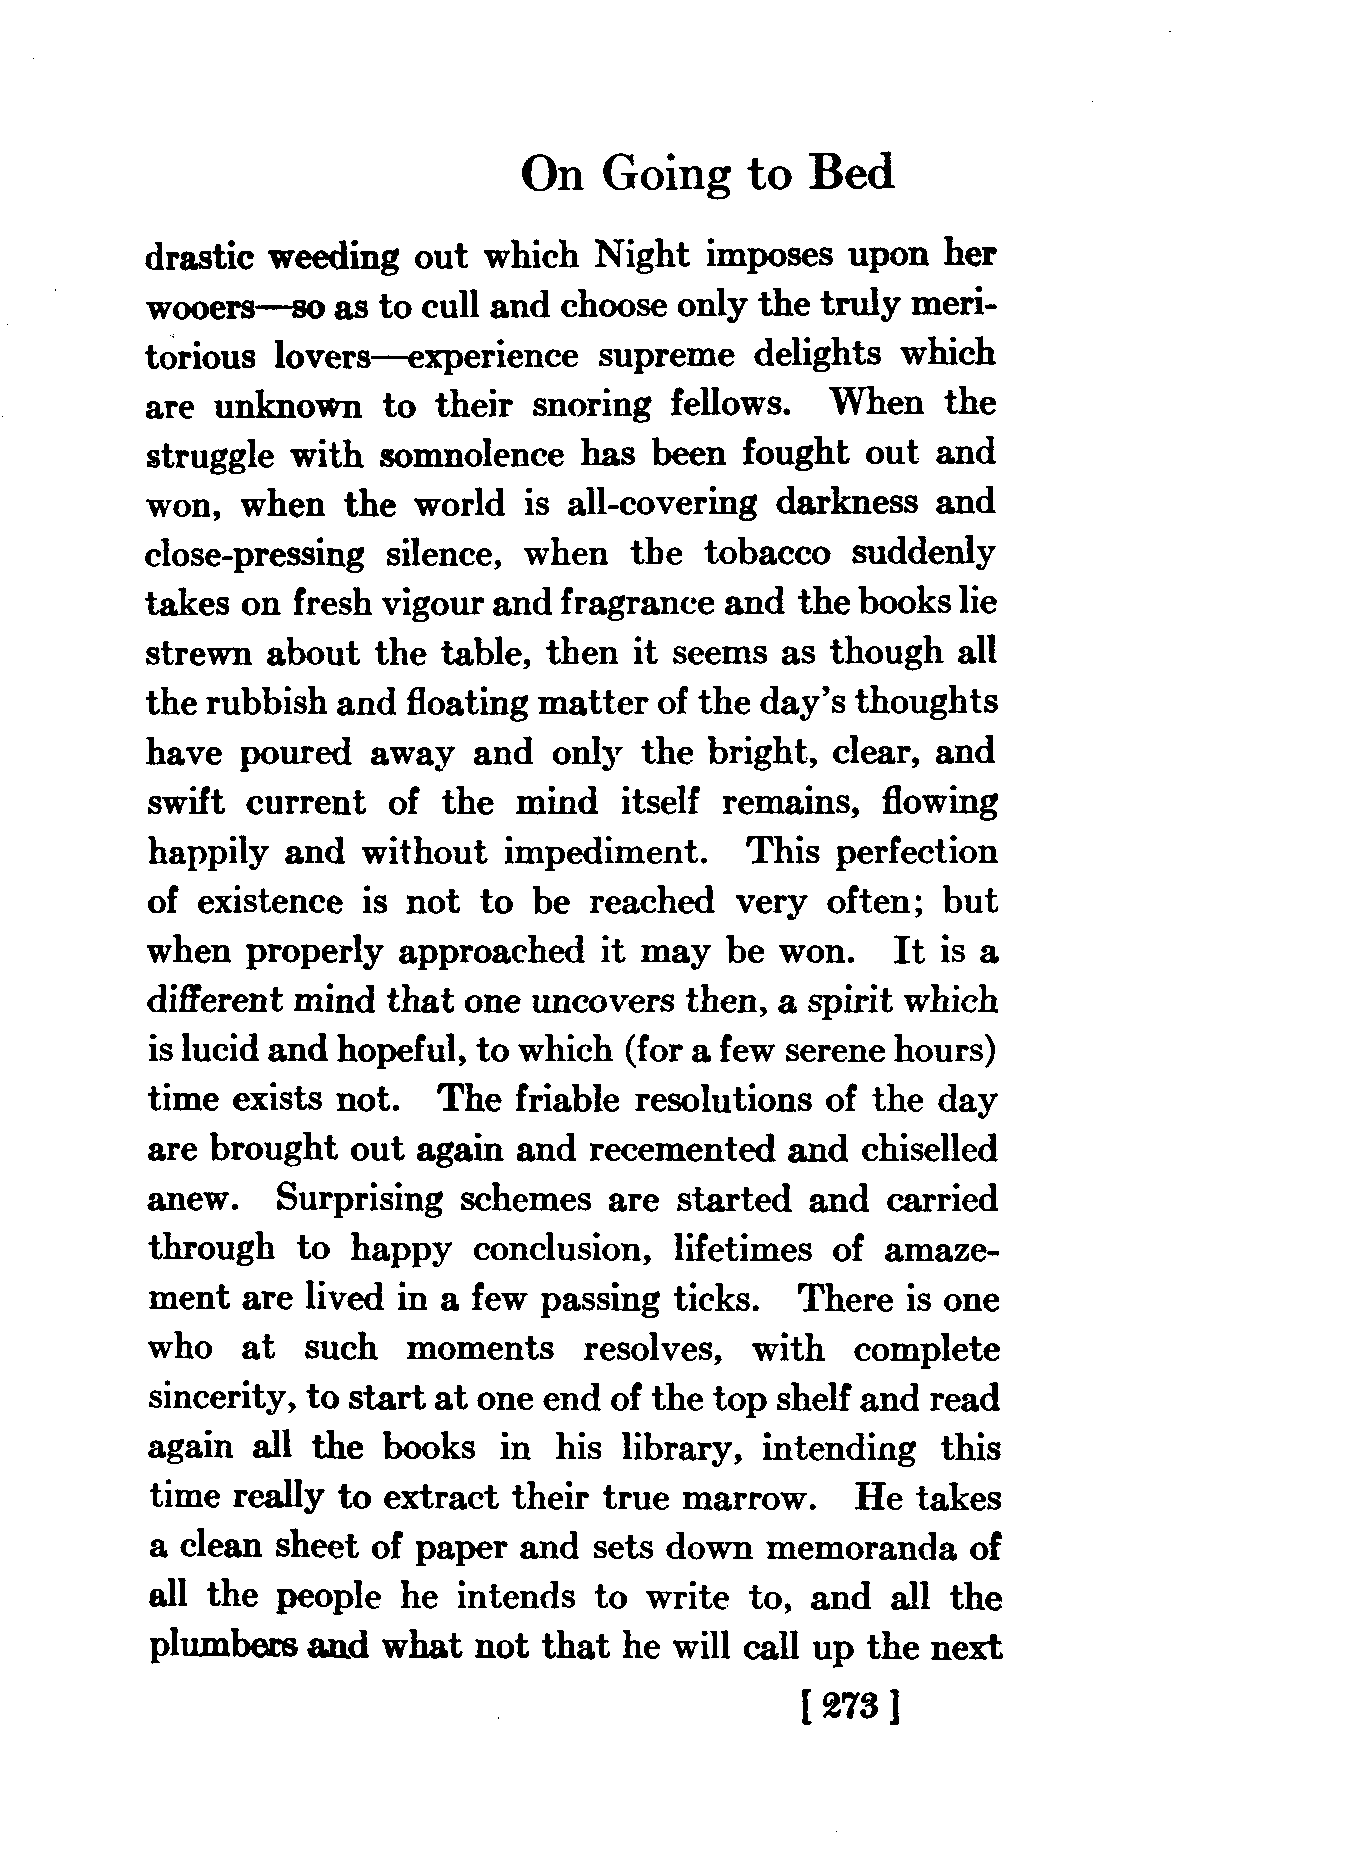 On Going to Bed
drastic weeding out which Night imposes upon her
wooers—so as to cull and choose only the truly meri-
torious lovers—experience supreme delights which
are unknown to their snoring fellows. When the
struggle with somnolence has been fought out and
won, when the world is all-covering darkness and
close-pressing silence, when the tobacco suddenly
takes on fresh vigour and fragrance and the books lie
strewn about the table, then it seems as though all
the rubbish and floating matter of the day's thoughts
have poured away and only the bright, clear, and
swift current of the mind itself remains, flowing
happily and without impediment. This perfection
of existence is not to be reached very often; but
when properly approached it may be won. It is a
different mind that one uncovers then, a spirit which
is lucid and hopeful, to which (for a few serene hours)
time exists not. The friable resolutions of the day
are brought out again and recemented and chiselled
anew. Surprising schemes are started and carried
through to happy conclusion, lifetimes of amaze-
ment are lived in a few passing ticks. There is one
who at such moments resolves, with complete
sincerity, to start at one end of the top shelf and read
again all the books in his library, intending this
time really to extract their true marrow. He takes
a clean sheet of paper and sets down memoranda of
all the people he intends to write to, and all the
plumbers and what not that he will call up the next
[ 273 ]